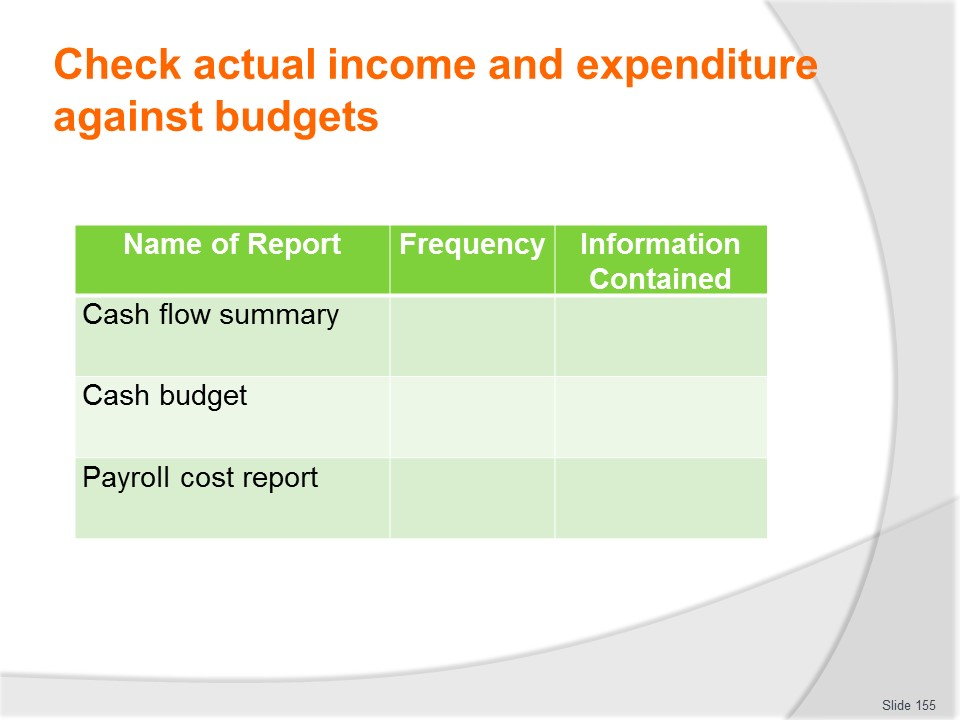 Check actual income and expenditure
against budgets
Name of Report Frequency Information
Contained
Cash flow summary
Cash budget
Payroll cost report
Slide 155